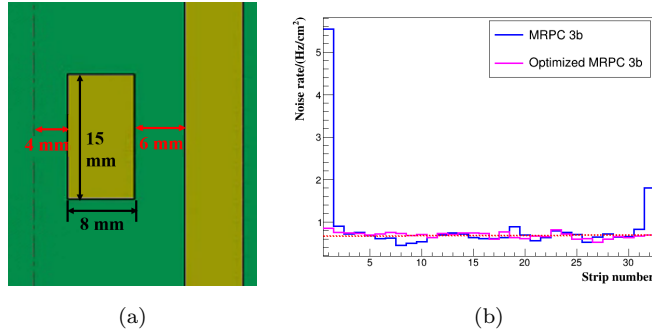 4 mm
15
mm
6 mm
8 mm
(a)
Noise rate/(Hz/cm²)
5
4
3
2
1
MRPC 3b
Optimized MRPC 3b
5
10
15
20
25
30
Strip number
(b)